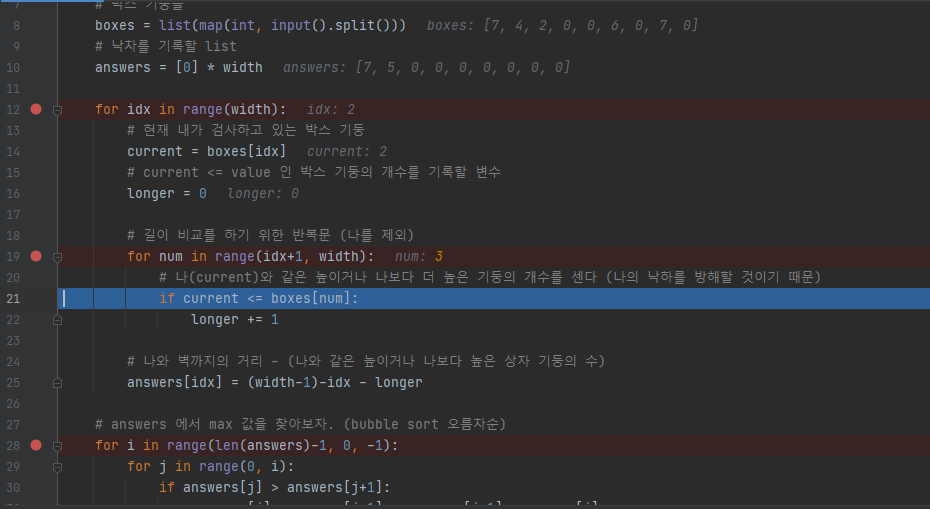 7 # 박스 기둥들
8 boxes = list(map(int, input().split())) boxes: [7, 4, 2, 0, 0, 6, 0, 7, 0]
9 # 낙차를 기록할 list
10 answers = [0] * width answers: [7, 5, 0, 0, 0, 0, 0, 0, 0]
11
12 for idx in range(width): idx: 2
13 # 현재 내가 검사하고 있는 박스 기둥
14 current = boxes[idx] current: 2
15 # current <= value 인 박스 기둥의 개수를 기록할 변수
16 longer = 0 longer: 0
17
18 # 길이 비교를 하기 위한 반복문 (나를 제외)
19 for num in range(idx+1, width): num: 3
20 # 나(current)와 같은 높이거나 나보다 더 높은 기둥의 개수를 센다 (나의 낙하를 방해할 것이기 때문)
21 if current <= boxes[num]:
22 longer += 1
23
24 # 나와 벽까지의 거리 - (나와 같은 높이거나 나보다 높은 상자 기둥의 수)
25 answers[idx] = (width-1)-idx - longer
26
27 # answers 에서 max 값을 찾아보자. (bubble sort 오름차순)
28 for i in range(len(answers)-1, 0, -1):
29 for j in range(0, i):
30 if answers[j] > answers[j+1]: